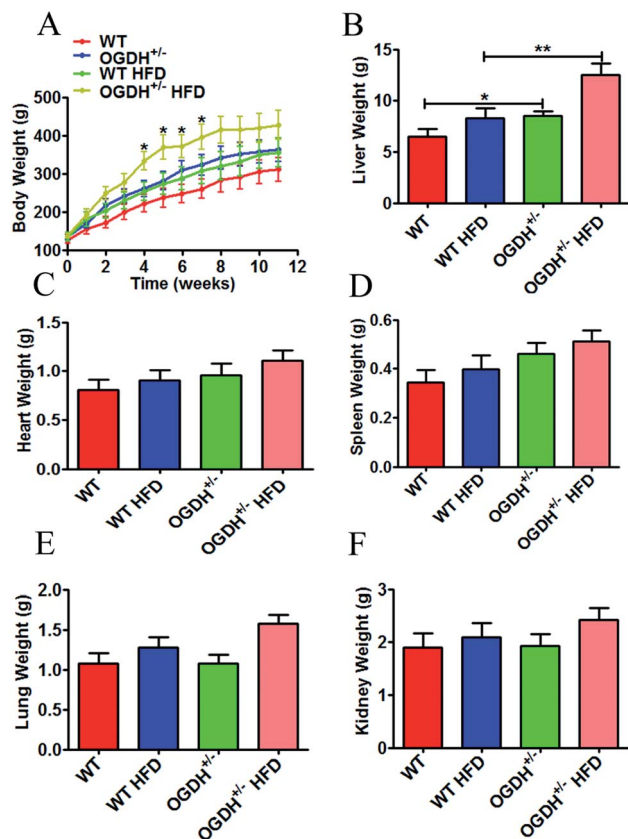 A
WT
OGDH+/-
WT HFD
OGDH+/- HFD
Body Weight (g)
500
400
300
200
100
0 2 4 6 8 10 12
Time (weeks)
* * * *
B
Liver Weight (g)
15
10
5
0
*
**
WT
WT HFD
OGDH+/-
OGDH+/- HFD
C
Heart Weight (g)
1.5
1.0
0.5
0.0
WT
WT HFD
OGDH+/-
OGDH+/- HFD
D
Spleen Weight (g)
0.6
0.4
0.2
0.0
WT
WT HFD
OGDH+/-
OGDH+/- HFD
E
Lung Weight (g)
2.0
1.5
1.0
0.5
0.0
WT
WT HFD
OGDH+/-
OGDH+/- HFD
F
Kidney Weight (g)
3
2
1
0
WT
WT HFD
OGDH+/-
OGDH+/- HFD